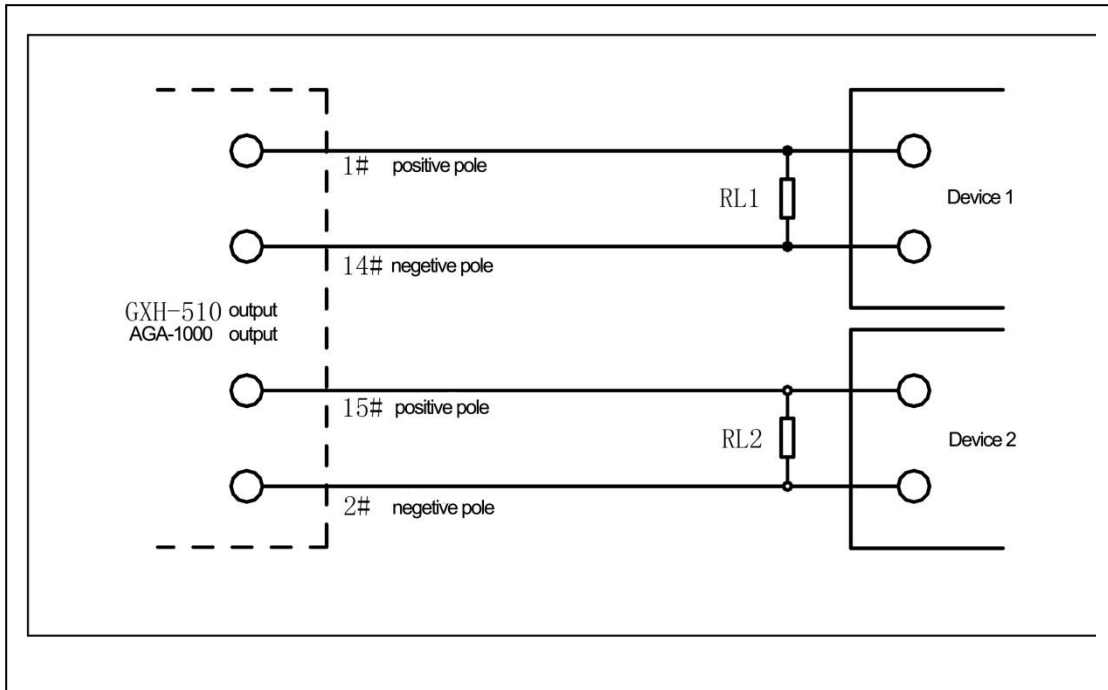 1# positive pole
RL1
Device 1
14# negetive pole
GXH-510 output
AGA-1000 output
15# positive pole
RL2
Device 2
2# negetive pole